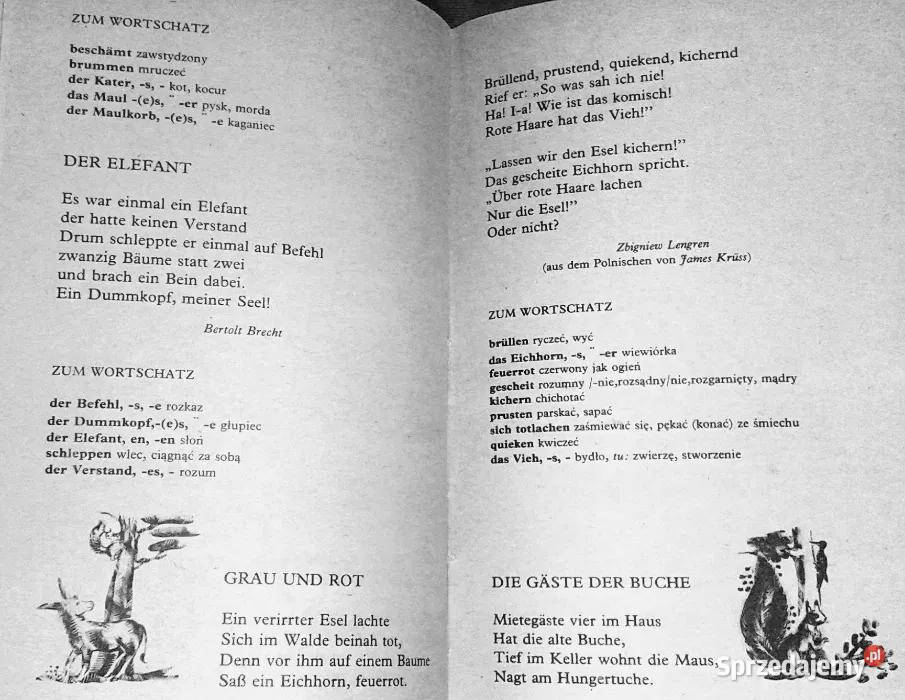 ZUM WORTSCHATZ
beschämt zawstydzony
brummen mruczeć
der Kater, -s, - kot, kocur
das Maul -(e)s, ¨ -er pysk, morda
der Maulkorb, -(e)s, ¨ -e kaganiec
DER ELEFANT
Es war einmal ein Elefant
der hatte keinen Verstand
Drum schleppte er einmal auf Befehl
zwanzig Bäume statt zwei
und brach ein Bein dabei.
Ein Dummkopf, meiner Seel!
Bertolt Brecht
ZUM WORTSCHATZ
der Befehl, -s, -e rozkaz
der Dummkopf,-(e)s, ¨ -e głupiec
der Elefant, en, -en słoń
schleppen wlec, ciągnąć za sobą
der Verstand, -es, - rozum
GRAU UND ROT
Ein verirrter Esel lachte
Sich im Walde beinah tot,
Denn vor ihm auf einem Baume
Saß ein Eichhorn, feuerrot.
Brüllend, prustend, quiekend, kichernd
Rief er: „So was sah ich nie!
Ha! I-a! Wie ist das komisch!
Rote Haare hat das Vieh!”
„Lassen wir den Esel kichern!”
Das gescheite Eichhorn spricht.
„Über rote Haare lachen
Nur die Esel!”
Oder nicht?
Zbigniew Lengren
(aus dem Polnischen von James Krüss)
ZUM WORTSCHATZ
brüllen ryczeć, wyć
das Eichhorn, -s, ¨ -er wiewiórka
feuerrot czerwony jak ogień
gescheit rozumny /-nie,rozsądny/nie,rozgarnięty, mądry
kichern chichotać
prusten parskać, sapać
sich totlachen zaśmiewać się, pękać (konać) ze śmiechu
quieken kwiczeć
das Vieh, -s, - bydło, tu: zwierzę, stworzenie
DIE GÄSTE DER BUCHE
Mietegäste vier im Haus
Hat die alte Buche,
Tief im Keller wohnt die Maus,
Nagt am Hungertuche.
Sprzedajemy.pl